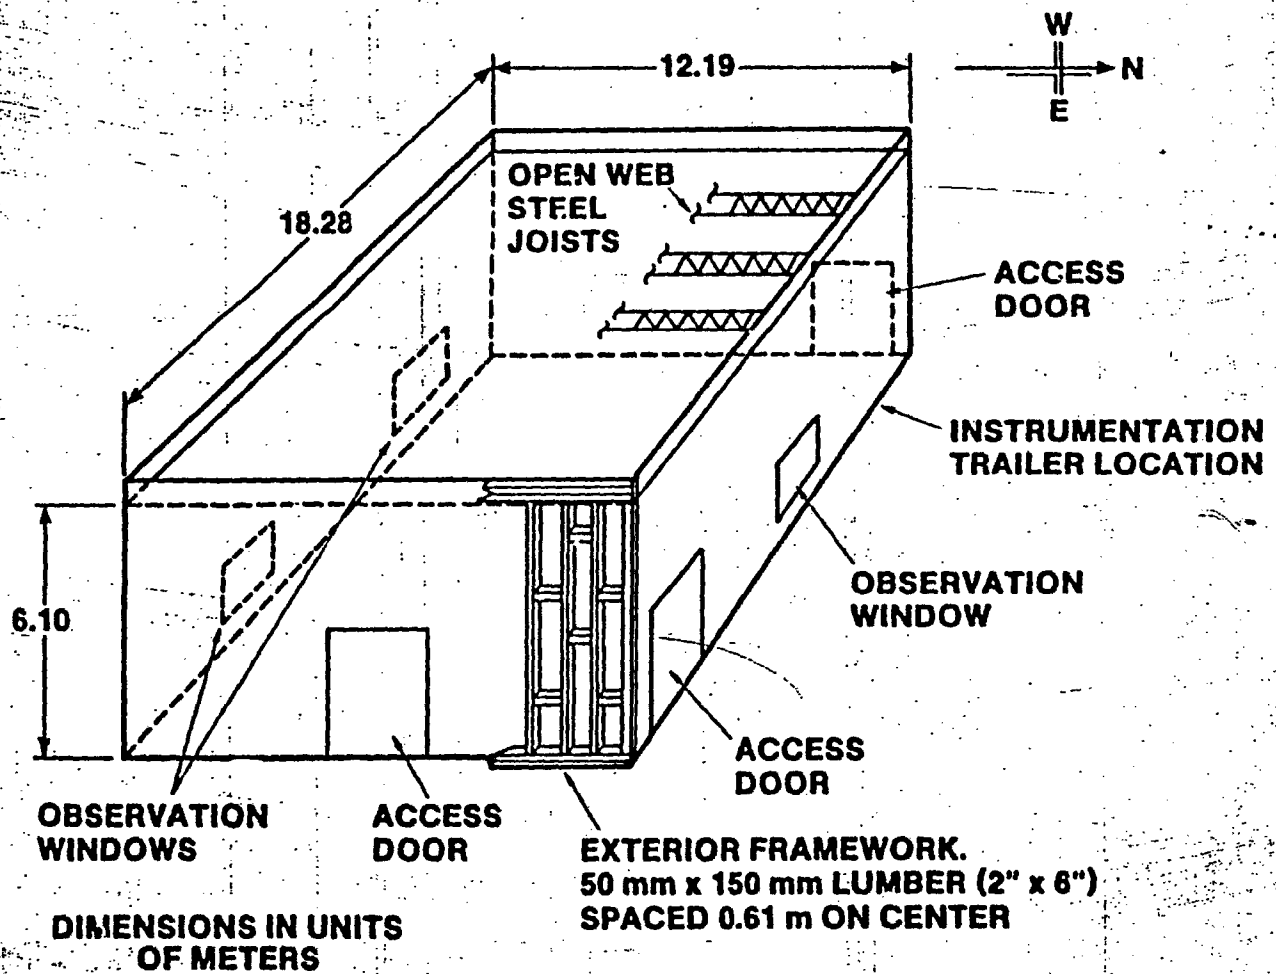 W
12.19
N
E
OPEN WEB
STEEL
JOISTS
18.28
ACCESS
DOOR
INSTRUMENTATION
TRAILER LOCATION
OBSERVATION
WINDOW
6.10
ACCESS
DOOR
OBSERVATION
WINDOWS
ACCESS
DOOR
EXTERIOR FRAMEWORK.
50 mm x 150 mm LUMBER (2" x 6")
SPACED 0.61 m ON CENTER
DIMENSIONS IN UNITS
OF METERS